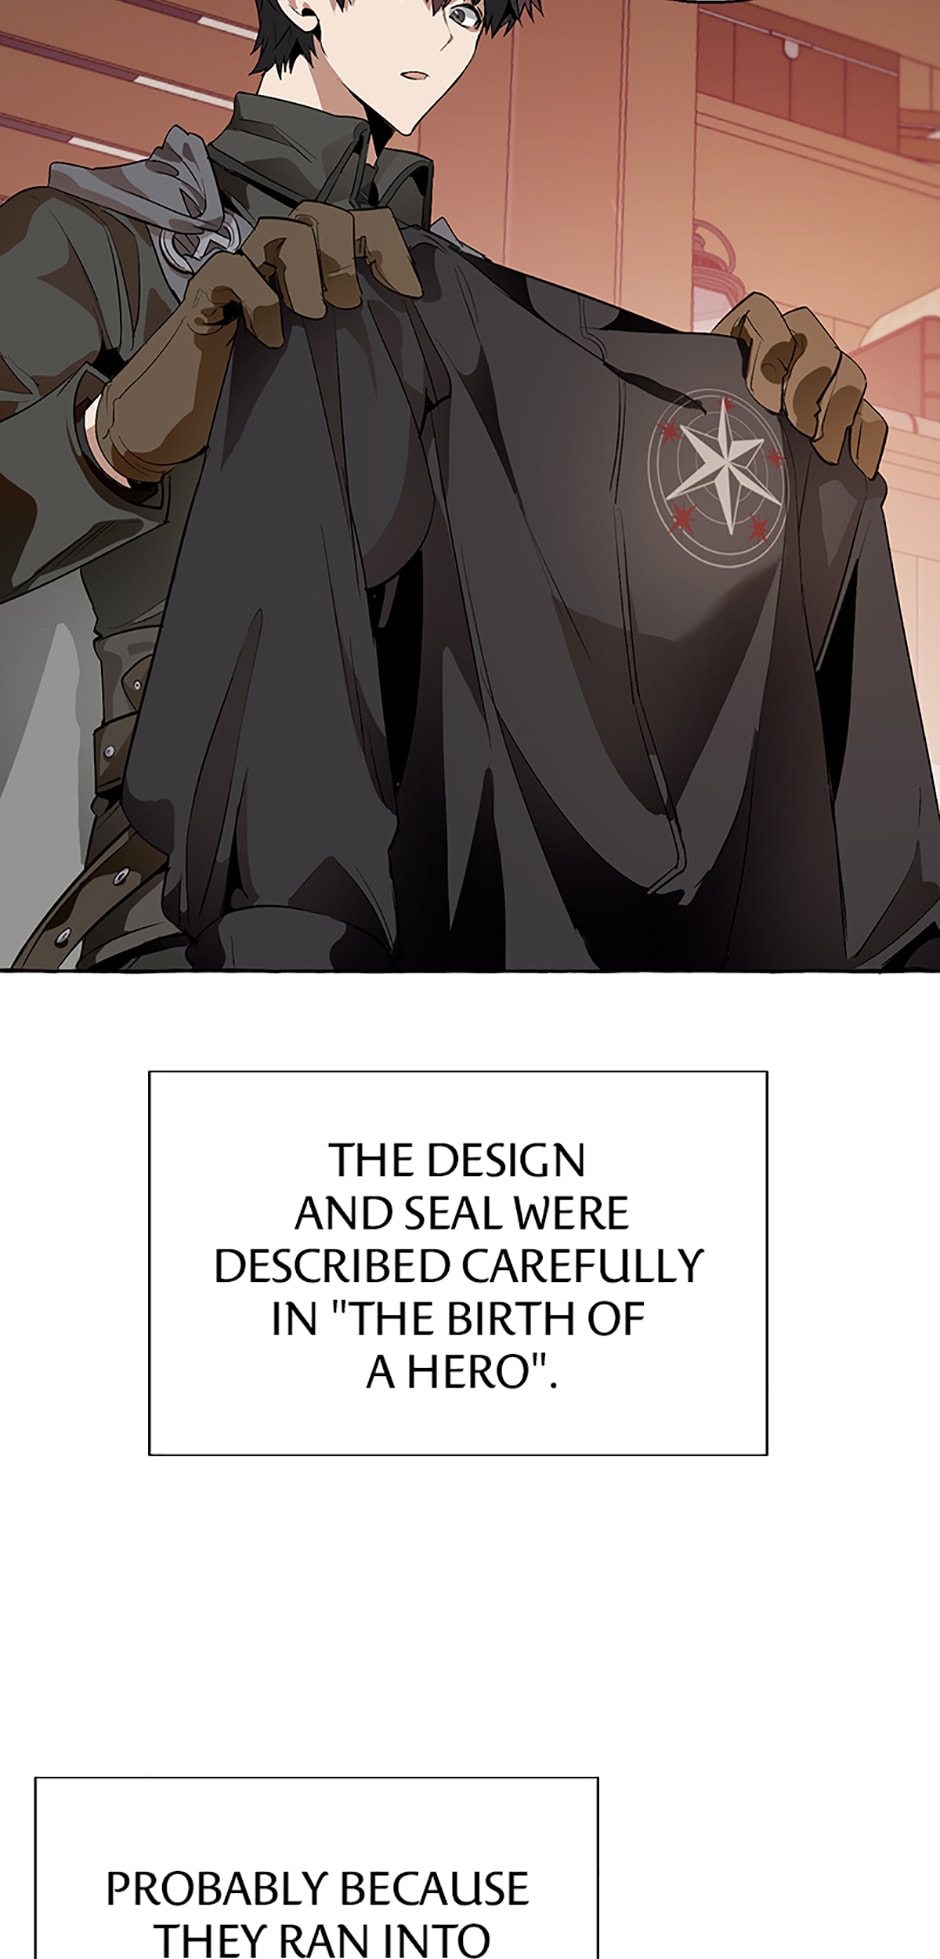 THE DESIGN
AND SEAL WERE
DESCRIBED CAREFULLY
IN "THE BIRTH OF
A HERO".
PROBABLY BECAUSE
THEY RAN INTO